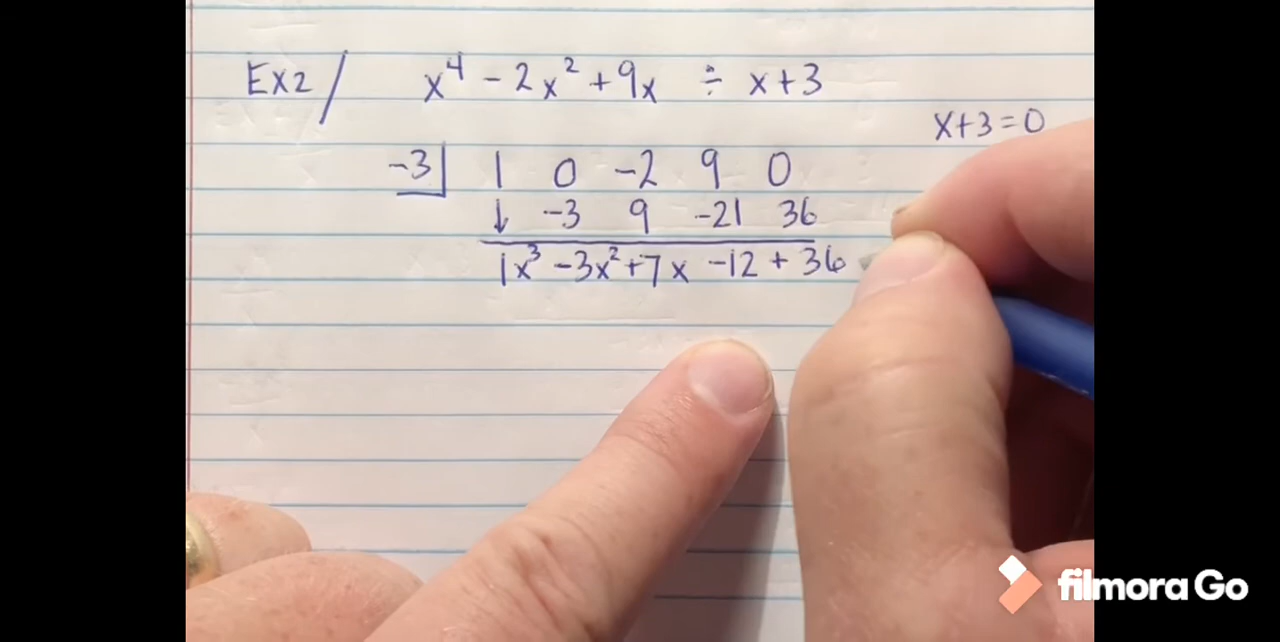 Ex2/ x⁴ - 2x² + 9x ÷ x+3
x+3=0
-3| 1 0 -2 9 0
↓ -3 9 -21 36
1x³ -3x² +7x -12 + 36
filmora Go